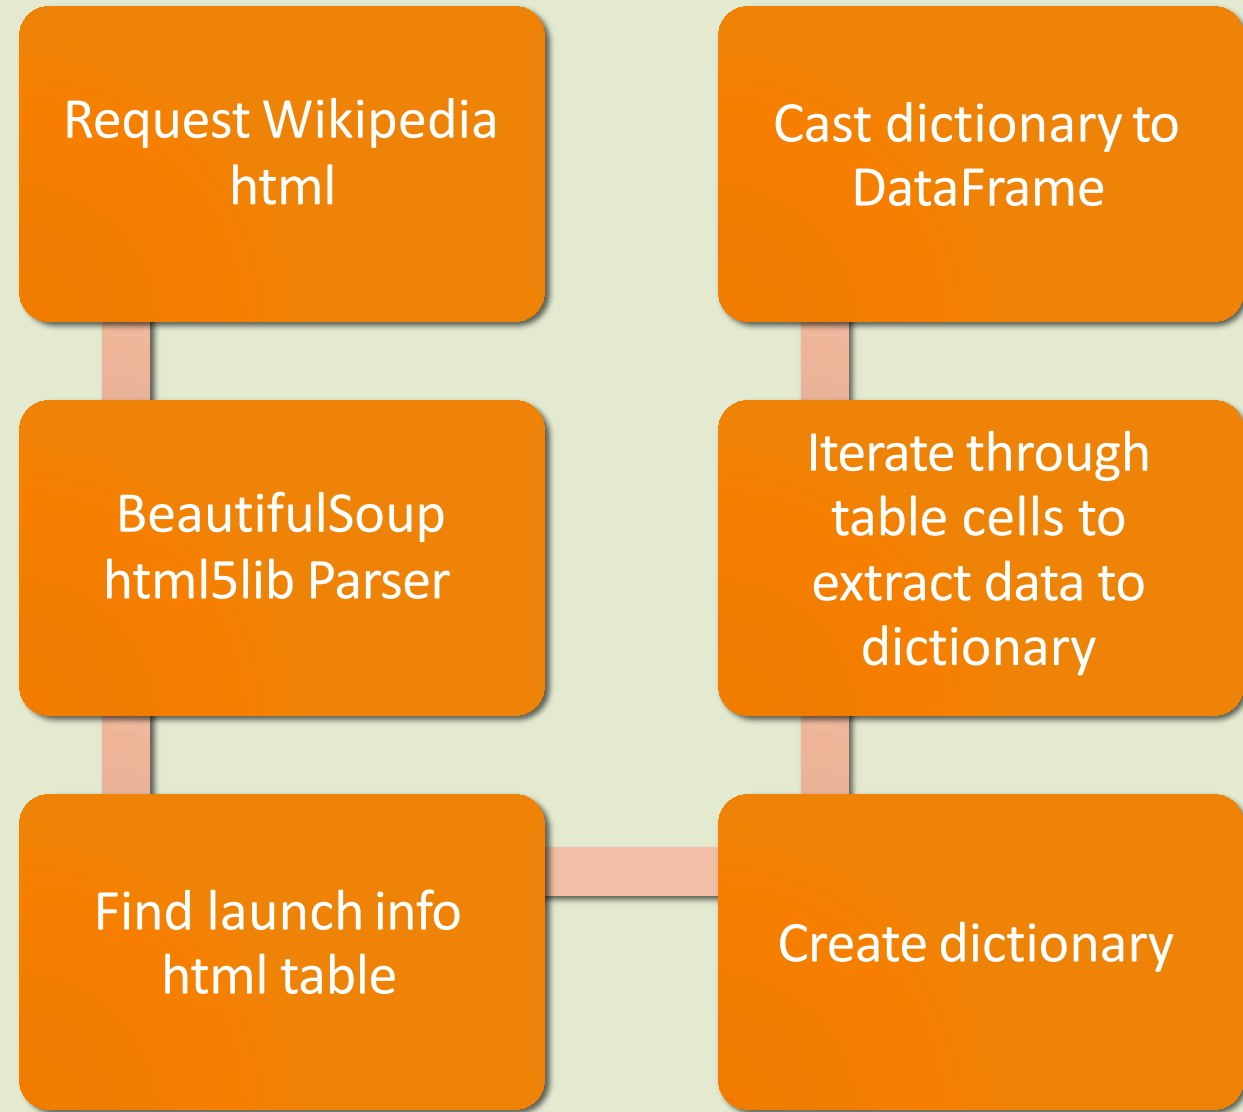 Request Wikipedia
html
BeautifulSoup
html5lib Parser
Find launch info
html table
Create dictionary
Iterate through
table cells to
extract data to
dictionary
Cast dictionary to
DataFrame